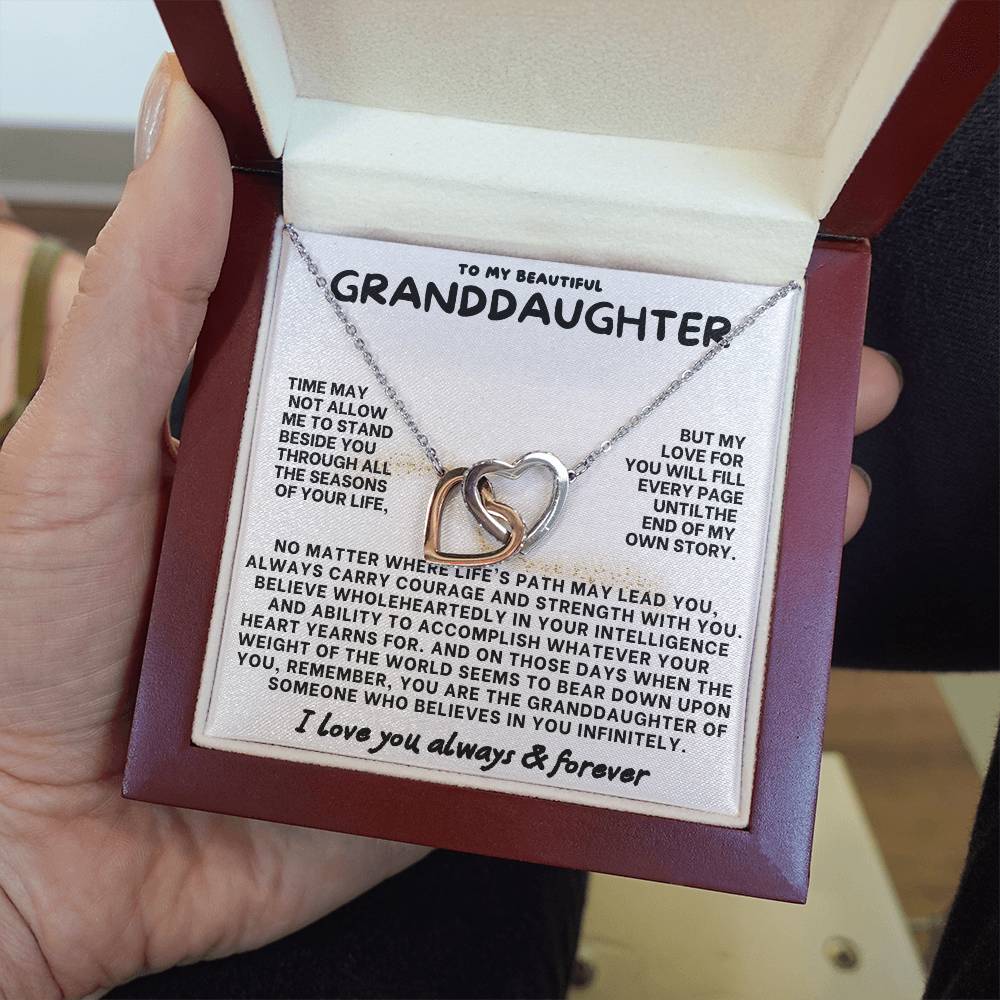 TO MY BEAUTIFUL
GRANDDAUGHTER
TIME MAY
NOT ALLOW
ME TO STAND
BESIDE YOU
THROUGH ALL
THE SEASONS
OF YOUR LIFE,
BUT MY
LOVE FOR
YOU WILL FILL
EVERY PAGE
UNTILTHE
END OF MY
OWN STORY.
NO MATTER WHERE LIFE'S PATH MAY LEAD YOU,
ALWAYS CARRY COURAGE AND STRENGTH WITH YOU.
BELIEVE WHOLEHEARTEDLY IN YOUR INTELLIGENCE
AND ABILITY TO ACCOMPLISH WHATEVER YOUR
HEART YEARNS FOR. AND ON THOSE DAYS WHEN THE
WEIGHT OF THE WORLD SEEMS TO BEAR DOWN UPON
YOU, REMEMBER, YOU ARE THE GRANDDAUGHTER OF
SOMEONE WHO BELIEVES IN YOU INFINITELY.
I love you always & forever